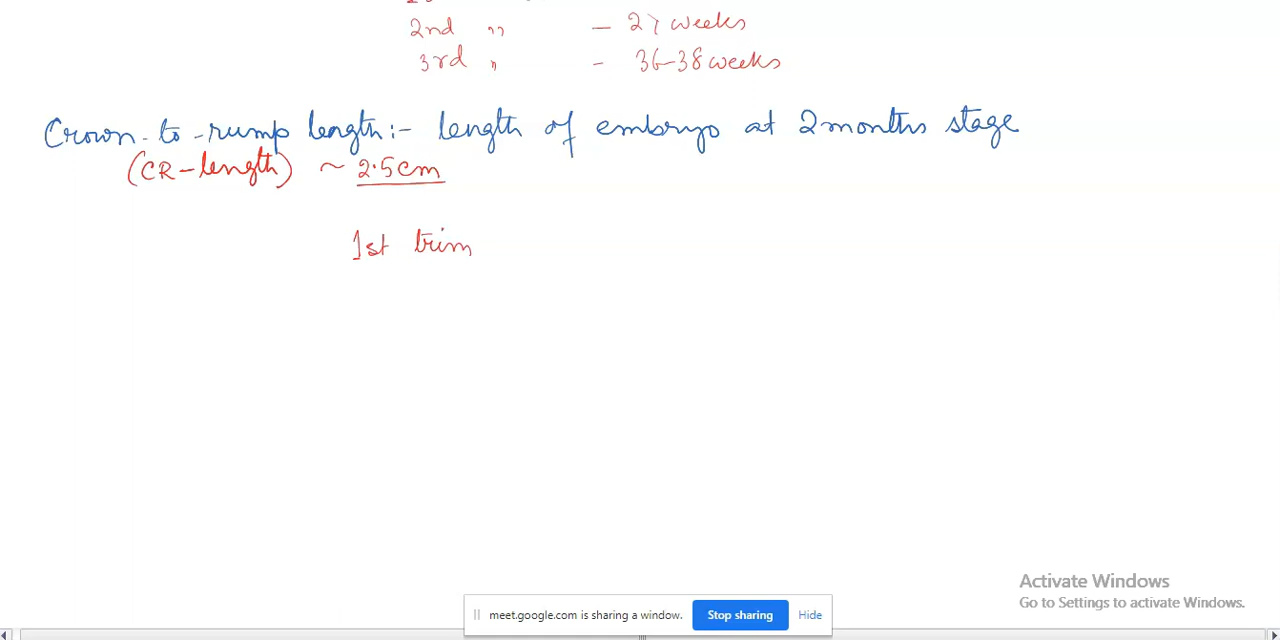 2nd " - 27 weeks
3rd " - 36-38 weeks
Crown-to-rump length:- length of embryo at 2 months stage
(CR-length) ~ 2.5cm
1st trim
Activate Windows
Go to Settings to activate Windows.
meet.google.com is sharing a window. Stop sharing Hide